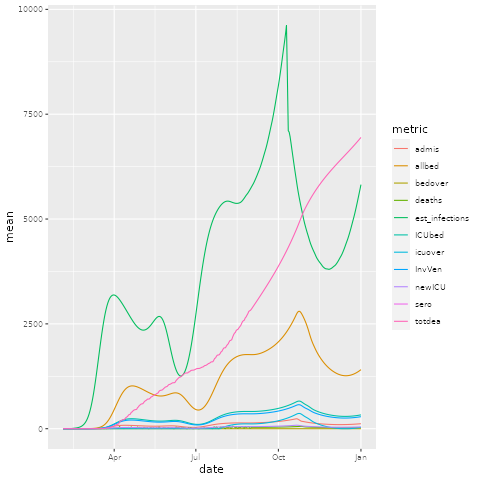 10000
7500
5000
2500
0
mean
Apr
Jul
Oct
Jan
date
metric
admis
allbed
bedover
deaths
est_infections
ICUbed
icuover
InvVen
newICU
sero
totdea